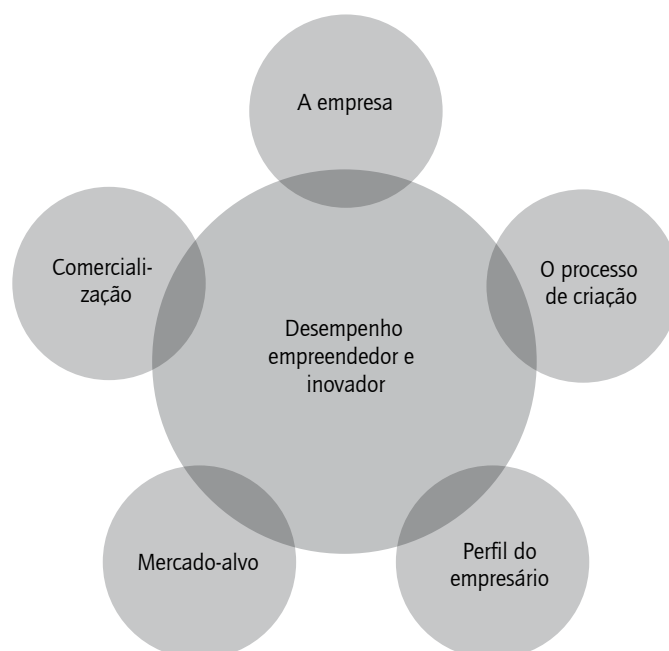 A empresa
Comerciali-
zação
O processo
de criação
Desempenho
empreendedor e
inovador
Mercado-alvo
Perfil do
empresário